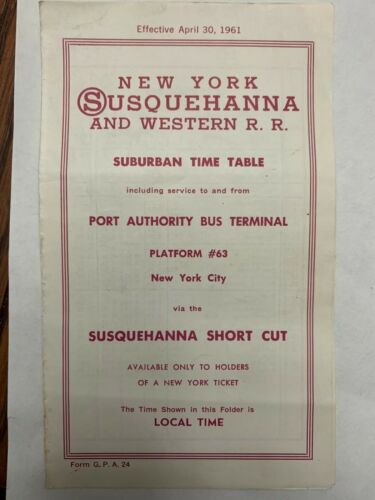 Effective April 30, 1961
NEW YORK
SUSQUEHANNA
AND WESTERN R. R.
SUBURBAN TIME TABLE
including service to and from
PORT AUTHORITY BUS TERMINAL
PLATFORM #63
New York City
via the
SUSQUEHANNA SHORT CUT
AVAILABLE ONLY TO HOLDERS
OF A NEW YORK TICKET
The Time Shown in this Folder is
LOCAL TIME
Form G. P. A. 24